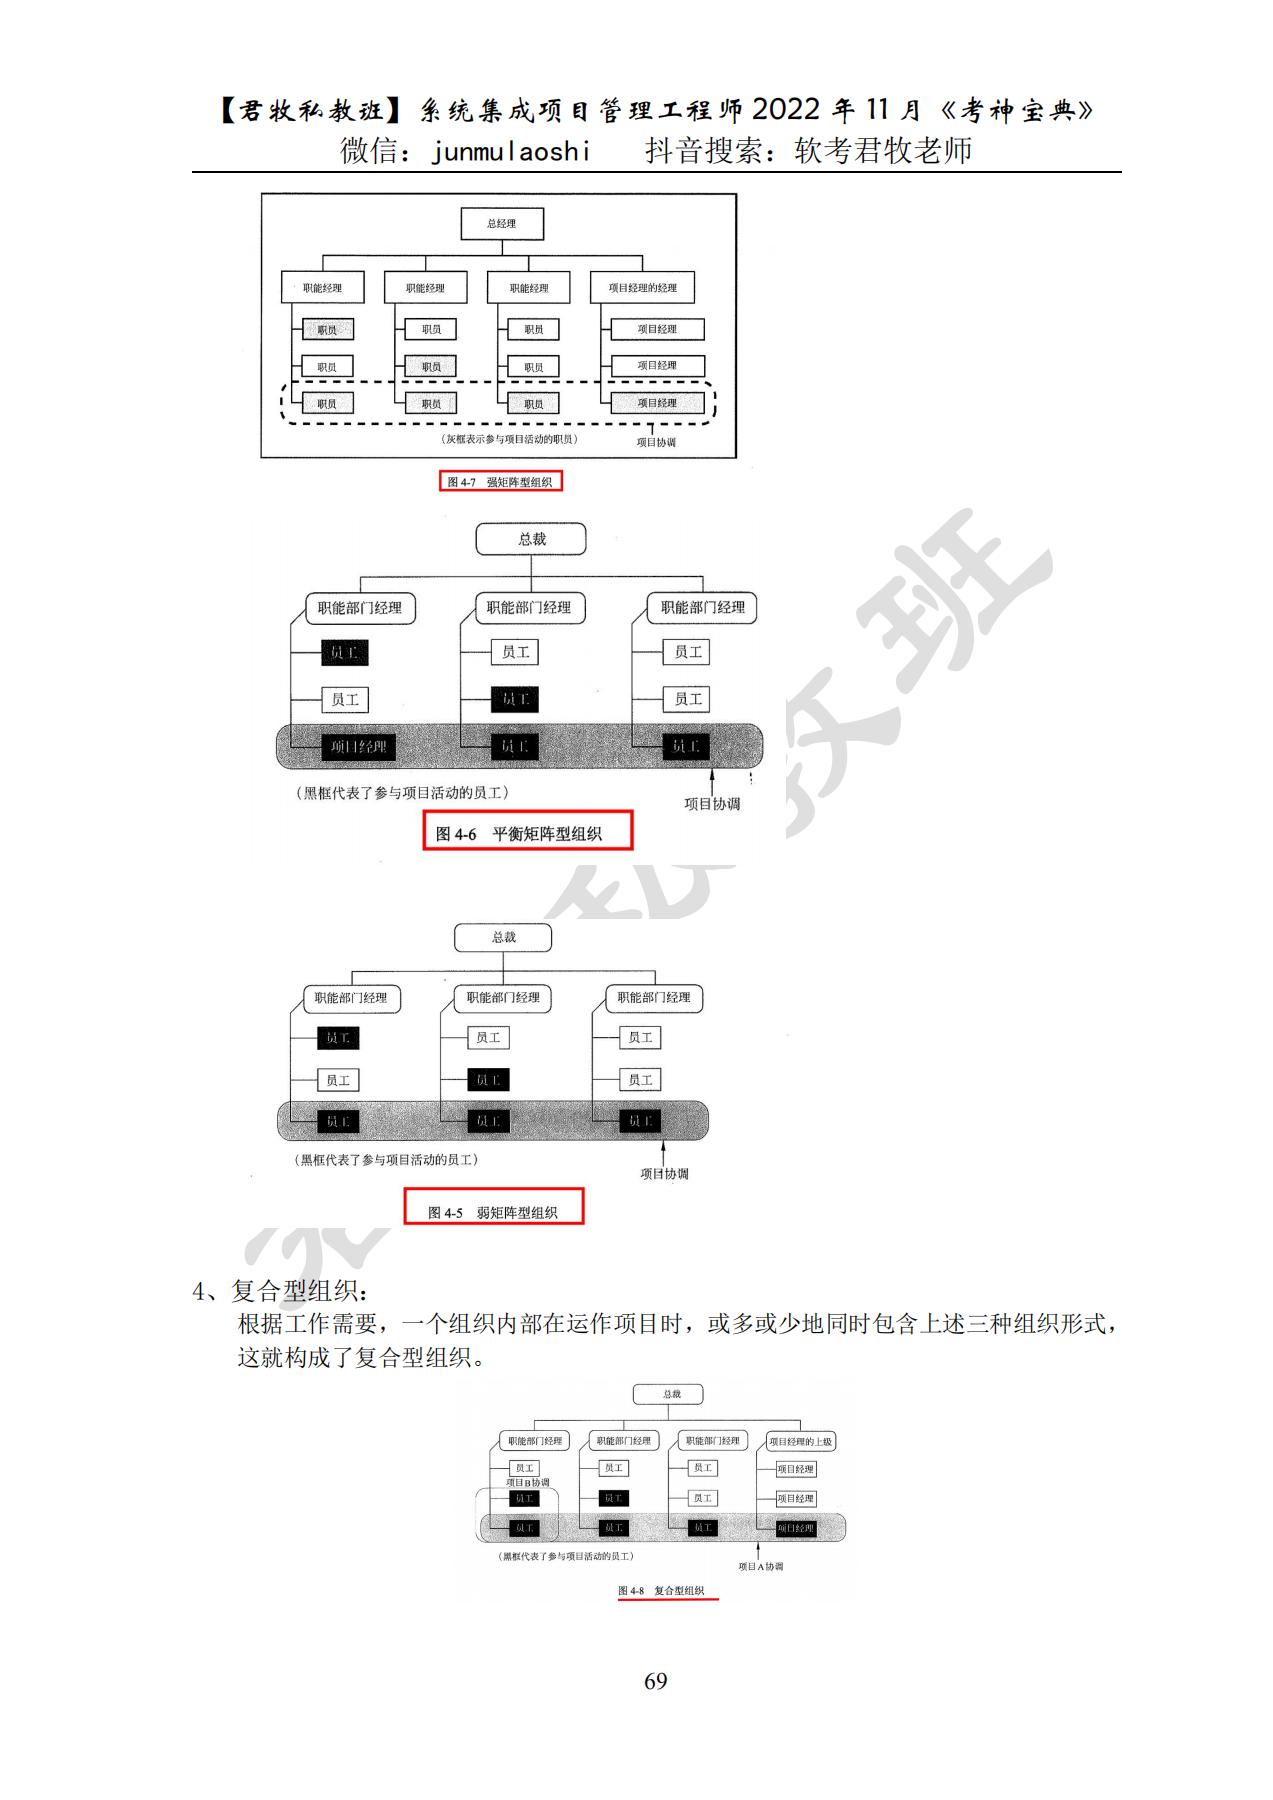 【君牧私教班】系统集成项目管理工程师 2022 年 11 月《考神宝典》
微信：junmulaoshi 抖音搜索：软考君牧老师
总经理
职能经理 职能经理 职能经理 项目经理的经理
职员 职员 职员 项目经理
职员 职员 职员 项目经理
职员 职员 职员 项目经理
（灰框表示参与项目活动的职员） 项目协调
图 4-7 强矩阵型组织
总裁
职能部门经理 职能部门经理 职能部门经理
员工 员工 员工
员工 员工 员工
项目经理 员工 员工
（黑框代表了参与项目活动的员工）
项目协调
图 4-6 平衡矩阵型组织
总裁
职能部门经理 职能部门经理 职能部门经理
员工 员工 员工
员工 员工 员工
员工 员工 员工
（黑框代表了参与项目活动的员工）
项目协调
图 4-5 弱矩阵型组织
4、复合型组织：
根据工作需要，一个组织内部在运作项目时，或多或少地同时包含上述三种组织形式，
这就构成了复合型组织。
总裁
职能部门经理 职能部门经理 职能部门经理 项目经理的上级
员工 员工 员工 项目经理
项目B协调
员工 员工 员工 项目经理
员工 员工 员工 项目经理
（黑框代表了参与项目活动的员工）
项目A协调
图 4-8 复合型组织
69
教班